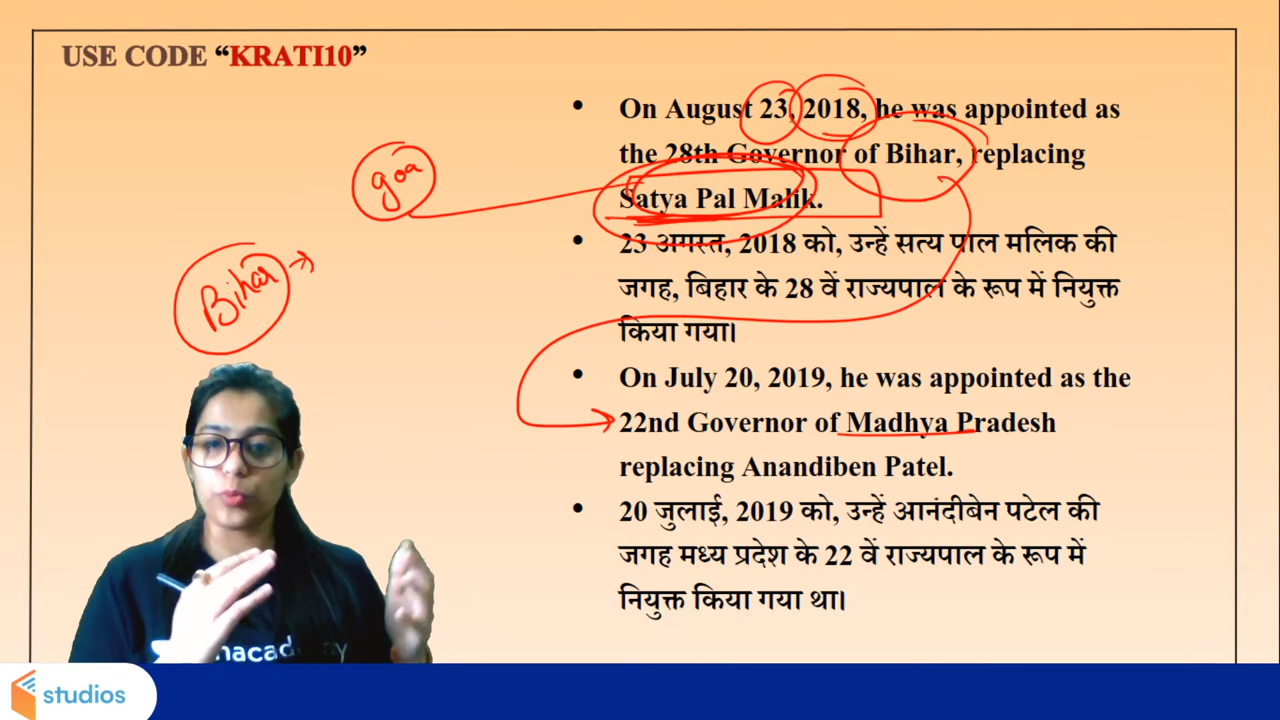 USE CODE “KRATI10”
• On August 23, 2018, he was appointed as
the 28th Governor of Bihar, replacing
Satya Pal Malik.
• 23 अगस्त, 2018 को, उन्हें सत्य पाल मलिक की
जगह, बिहार के 28 वें राज्यपाल के रूप में नियुक्त
किया गया।
• On July 20, 2019, he was appointed as the
22nd Governor of Madhya Pradesh
replacing Anandiben Patel.
• 20 जुलाई, 2019 को, उन्हें आनंदीबेन पटेल की
जगह मध्य प्रदेश के 22 वें राज्यपाल के रूप में
नियुक्त किया गया था।
goa
Bihar
studios